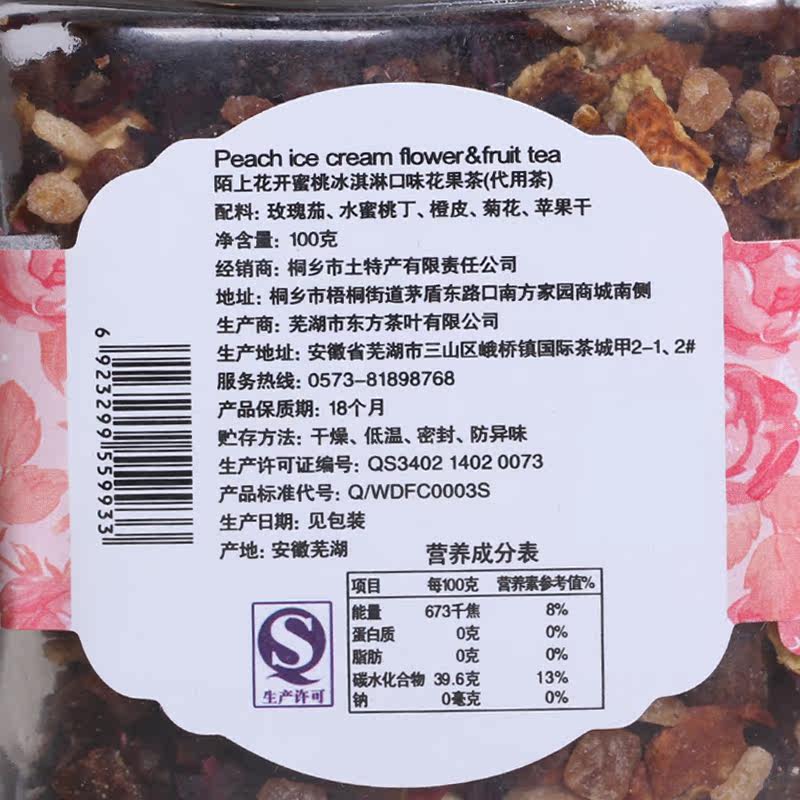 Peach ice cream flower&fruit tea
陌上花开蜜桃冰淇淋口味花果茶(代用茶)
配料: 玫瑰茄、水蜜桃丁、橙皮、菊花、苹果干
净含量: 100克
经销商: 桐乡市土特产有限责任公司
地址: 桐乡市梧桐街道茅盾东路口南方家园商城南侧
生产商: 芜湖市东方茶叶有限公司
生产地址: 安徽省芜湖市三山区峨桥镇国际茶城甲2-1、2#
服务热线: 0573-81898768
产品保质期: 18个月
贮存方法: 干燥、低温、密封、防异味
生产许可证编号: QS3402 1402 0073
产品标准代号: Q/WDFC0003S
生产日期: 见包装
产地: 安徽芜湖
6 923299 559933
营养成分表
项目 每100克 营养素参考值%
能量 673千焦 8%
蛋白质 0克 0%
脂肪 0克 0%
碳水化合物 39.6克 13%
钠 0毫克 0%
生产许可